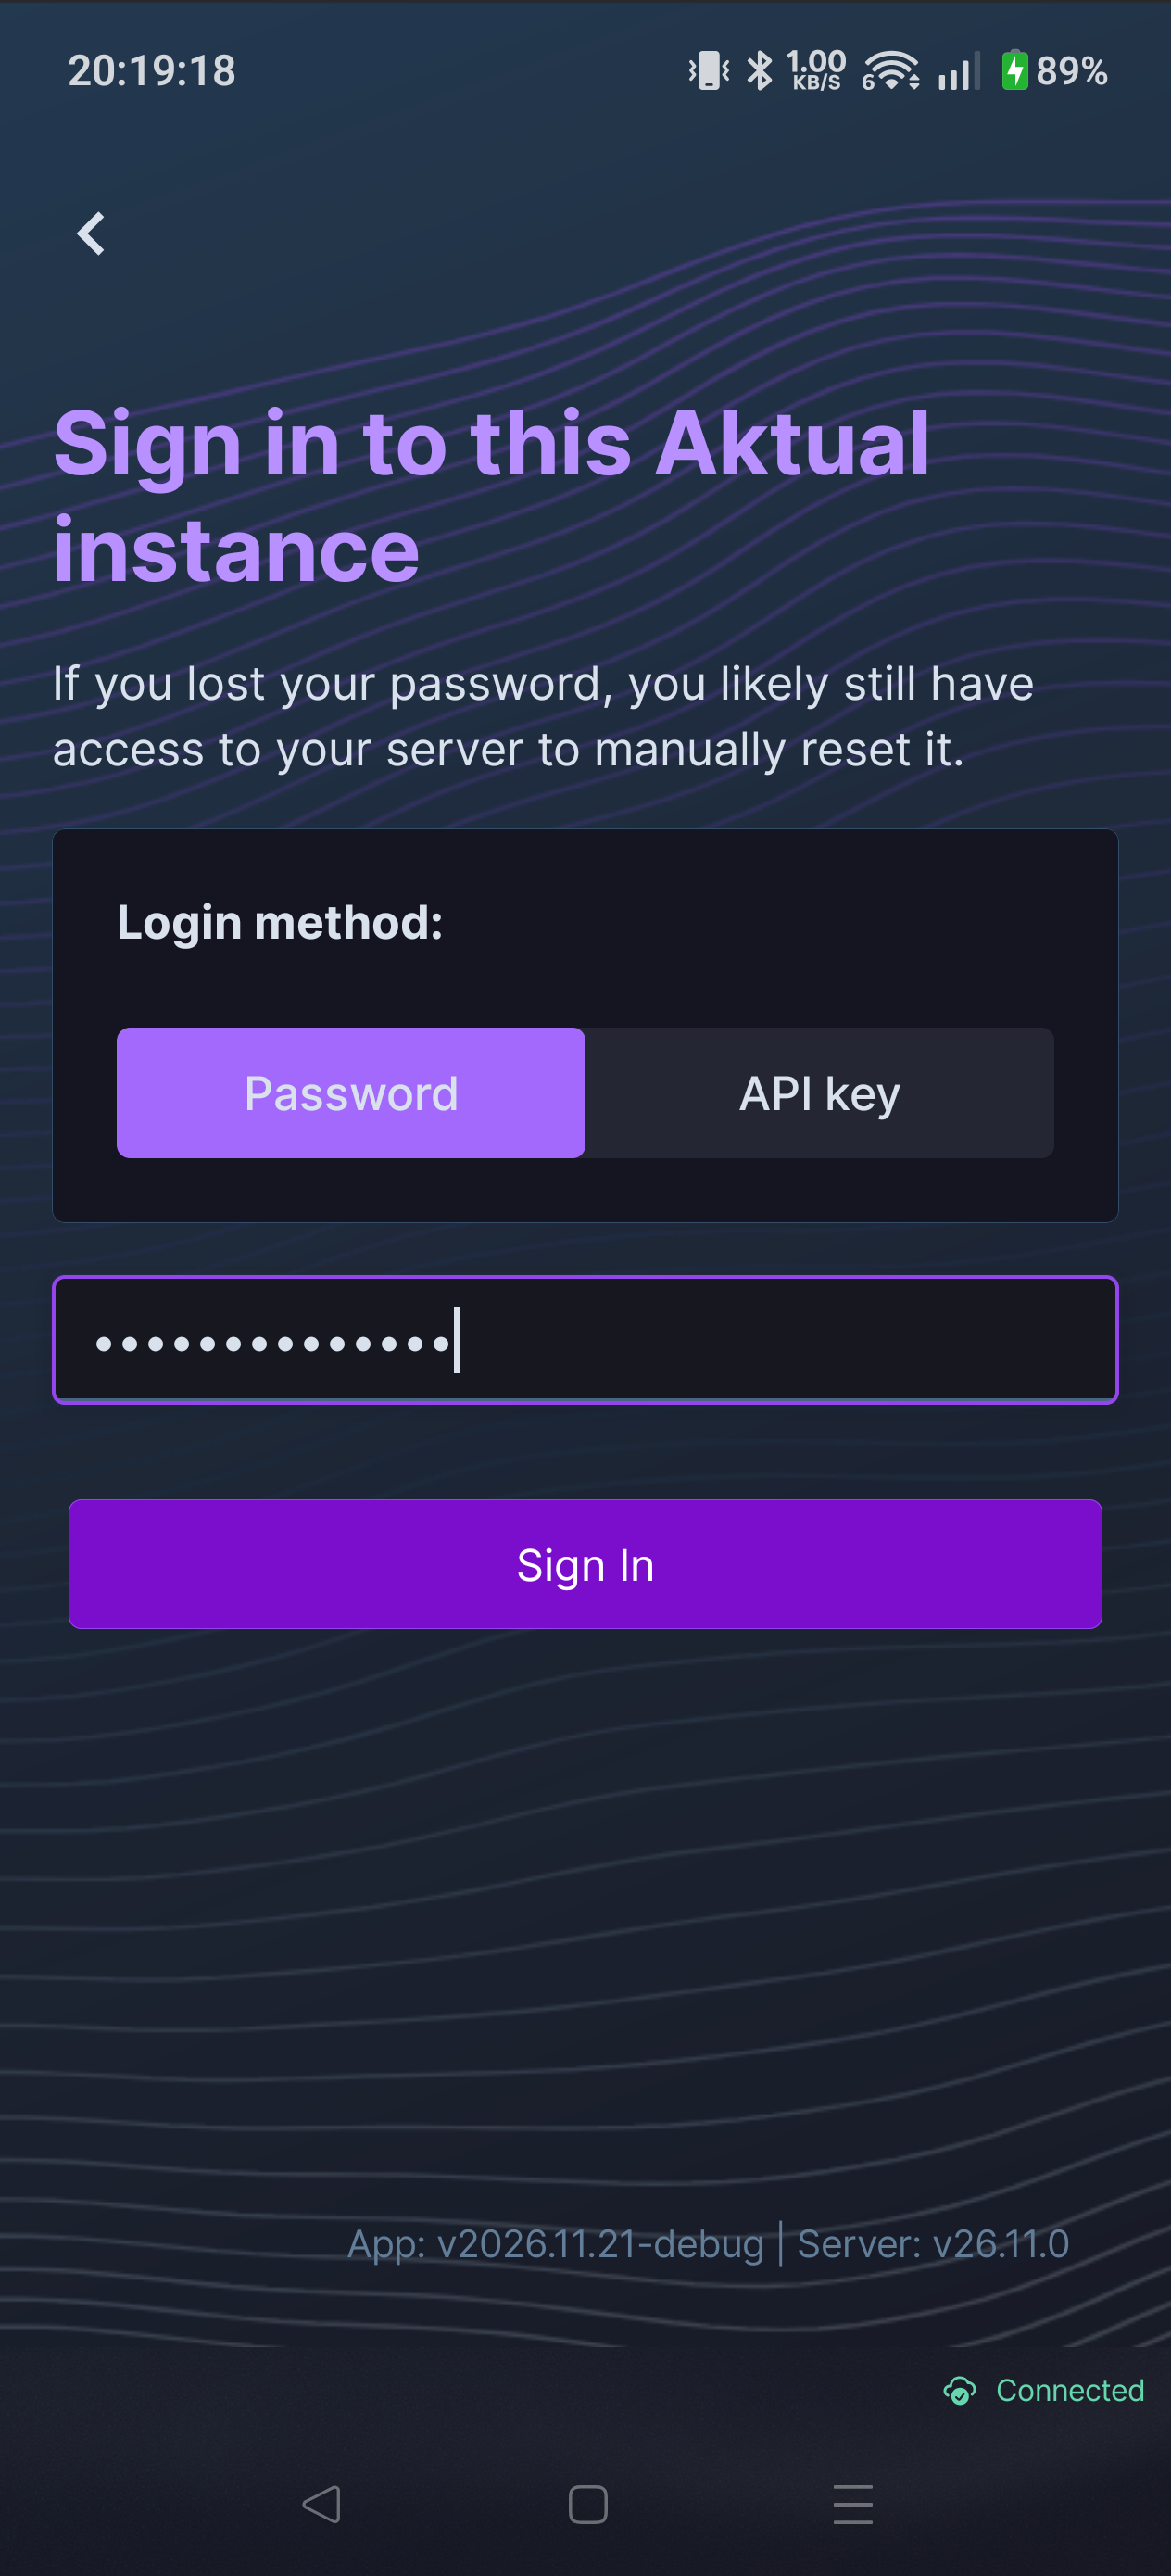 20:19:18
1.00
KB/S
6
89%
Sign in to this Aktual
instance
If you lost your password, you likely still have
access to your server to manually reset it.
Login method:
Password
API key
••••••••••••••
Sign In
App: v2026.11.21-debug | Server: v26.11.0
Connected